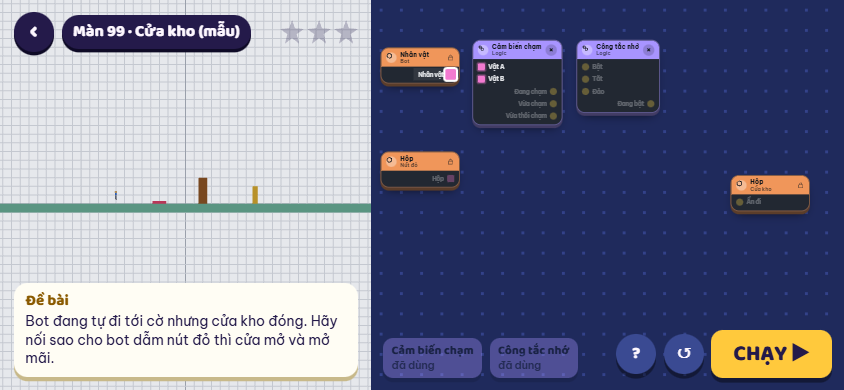 Màn 99 · Cửa kho (mẫu)
Đề bài
Bot đang tự đi tới cờ nhưng cửa kho đóng. Hãy
nối sao cho bot dẫm nút đỏ thì cửa mở và mở
mãi.
Nhân vật
Bot
Nhân vật
Cảm biến chạm
Logic
Vật A
Vật B
Đang chạm
Vừa chạm
Vừa thôi chạm
Công tắc nhớ
Logic
Bật
Tắt
Đảo
Đang bật
Hộp
Nút đỏ
Hộp
Hộp
Cửa kho
Ẩn đi
Cảm biến chạm
đã dùng
Công tắc nhớ
đã dùng
?
CHẠY